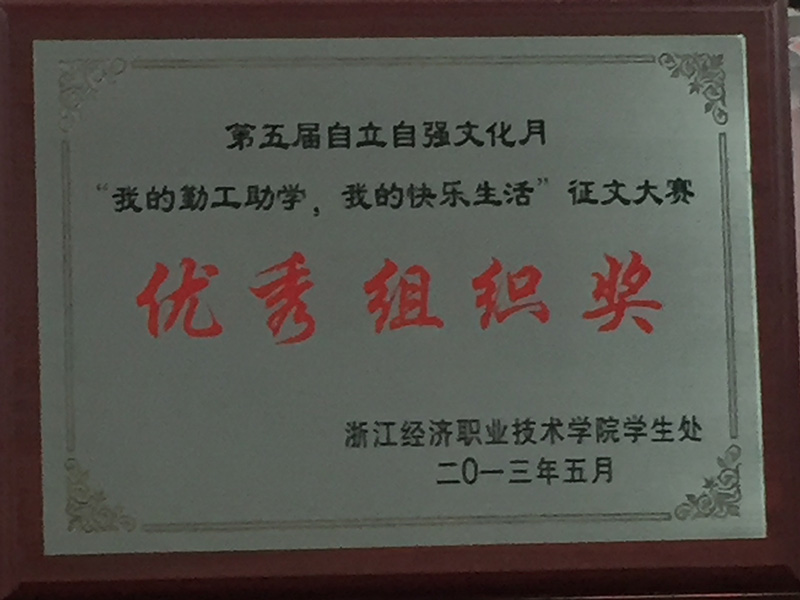 第五届自立自强文化月
“我的勤工助学，我的快乐生活”征文大赛
优秀组织奖
浙江经济职业技术学院学生处
二〇一三年五月